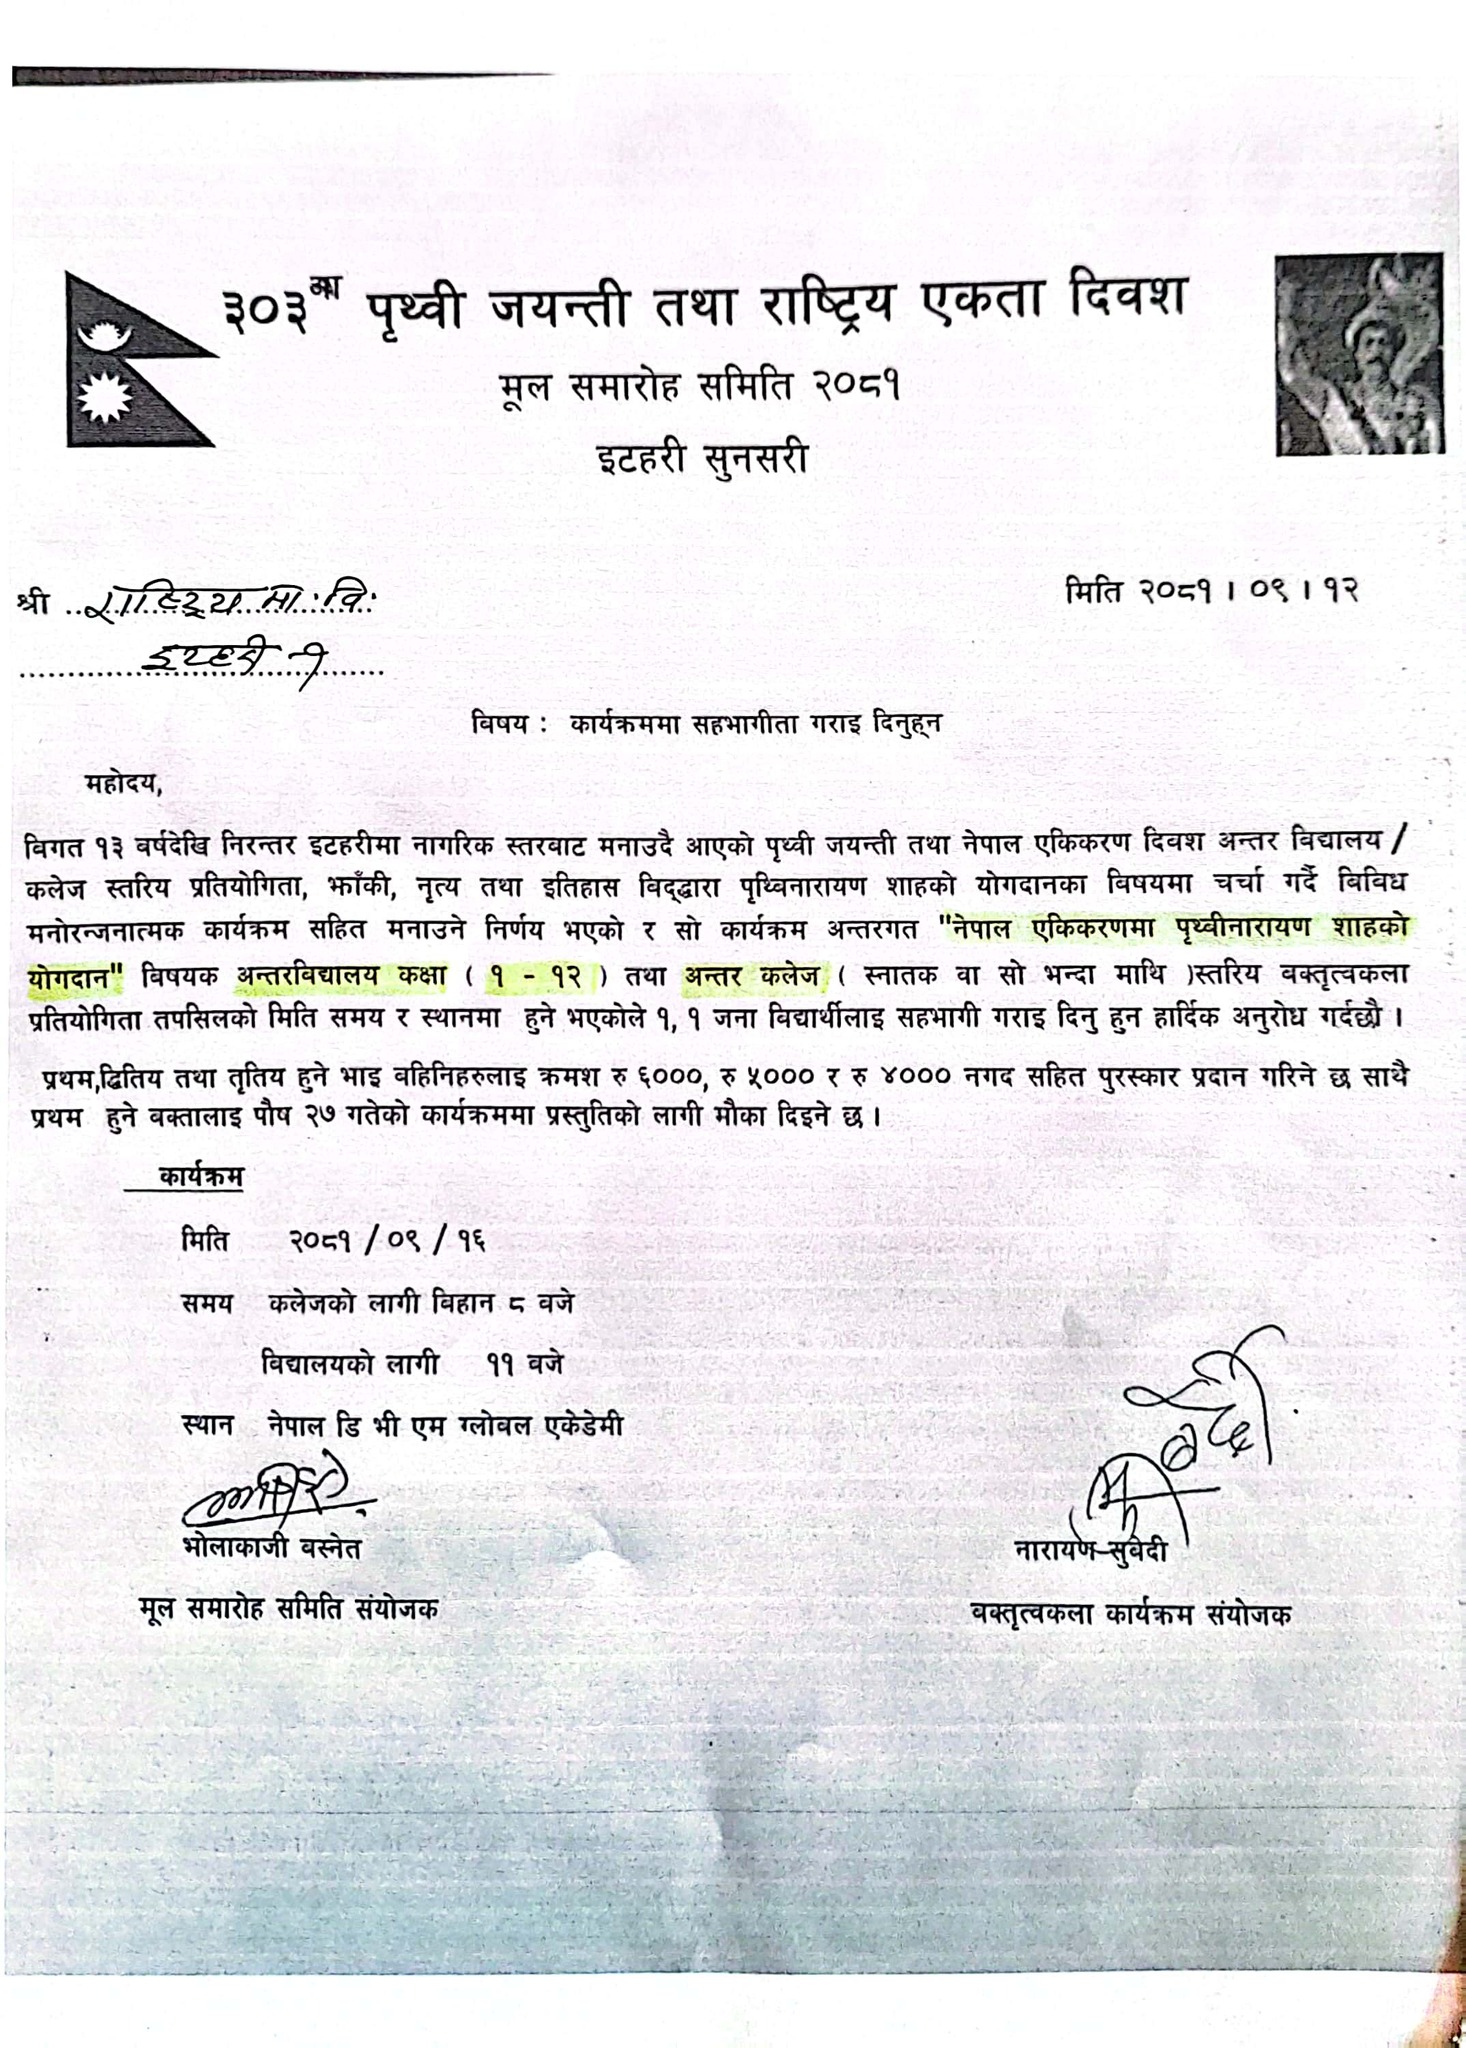 ३०३औं पृथ्वी जयन्ती तथा राष्ट्रिय एकता दिवश
मूल समारोह समिति २०८१
इटहरी सुनसरी
श्री राष्ट्रिय मा.वि.
मिति २०८१।०९।१२
इटहरी १
विषय : कार्यक्रममा सहभागीता गराइ दिनुहुन
महोदय,
विगत १३ बर्षदेखि निरन्तर इटहरीमा नागरिक स्तरबाट मनाउदै आएको पृथ्वी जयन्ती तथा नेपाल एकिकरण दिवश अन्तर विद्यालय /
कलेज स्तरिय प्रतियोगिता, झाँकी, नृत्य तथा इतिहास बिद्द्वारा पृथ्बिनारायण शाहको योगदानका विषयमा चर्चा गर्दै बिविध
मनोरन्जनात्मक कार्यक्रम सहित मनाउने निर्णय भएको र सो कार्यक्रम अन्तरगत "नेपाल एकिकरणमा पृथ्वीनारायण शाहको
योगदान" विषयक अन्तरविद्यालय कक्षा ( १ - १२ ) तथा अन्तर कलेज ( स्नातक वा सो भन्दा माथि )स्तरिय वक्तृत्वकला
प्रतियोगिता तपसिलको मिति समय र स्थानमा हुने भएकोले १, १ जना विद्यार्थीलाइ सहभागी गराइ दिनु हुन हार्दिक अनुरोध गर्दछौ ।
प्रथम,द्वितिय तथा तृतिय हुने भाइ वहिनिहरुलाइ क्रमश रु ६०००, रु ५००० र रु ४००० नगद सहित पुरस्कार प्रदान गरिने छ साथै
प्रथम हुने वक्तालाइ पौष २७ गतेको कार्यक्रममा प्रस्तुतिको लागी मौका दिइने छ ।
कार्यक्रम
मिति २०८१ / ०९ / १६
समय कलेजको लागी विहान ८ वजे
विद्यालयको लागी ११ वजे
स्थान नेपाल डि भी एम ग्लोवल एकेडेमी
भोलाकाजी वस्नेत
नारायण सुवेदी
मूल समारोह समिति संयोजक
वक्तृत्वकला कार्यक्रम संयोजक